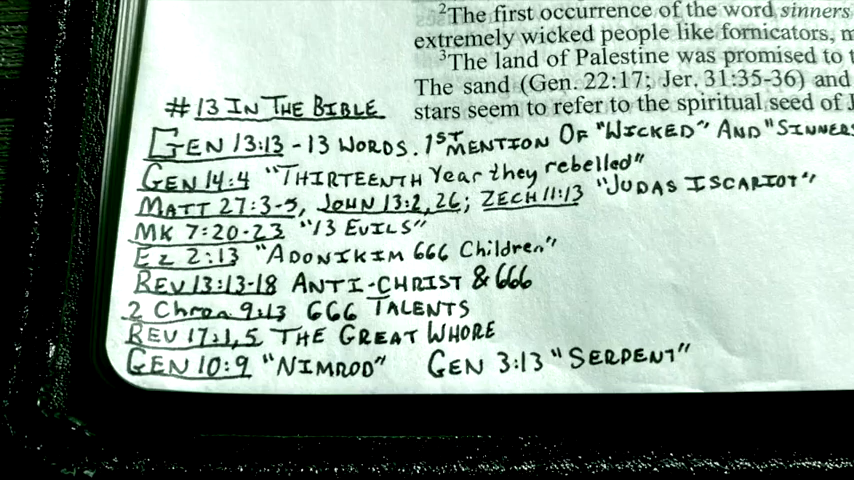 ²The first occurrence of the word sinners
extremely wicked people like fornicators,
³The land of Palestine was promised to
The sand (Gen. 22:17; Jer. 31:35-36) and
stars seem to refer to the spiritual seed of
#13 IN THE BIBLE
GEN 13:13 - 13 WORDS. 1ST MENTION OF "WICKED" AND "SINNERS
GEN 14:4 "THIRTEENTH Year they rebelled"
MATT 27:3-5, JOHN 13:2,26; ZECH 11:13 "JUDAS ISCARIOT"
MK 7:20-23 "13 EVILS"
Ez 2:13 "ADONIKIM 666 Children"
REV 13:13-18 ANTI-CHRIST & 666
2 Chron 9:13 666 TALENTS
REV 17:1,5 THE GREAT WHORE
GEN 10:9 "NIMROD" GEN 3:13 "SERPENT"